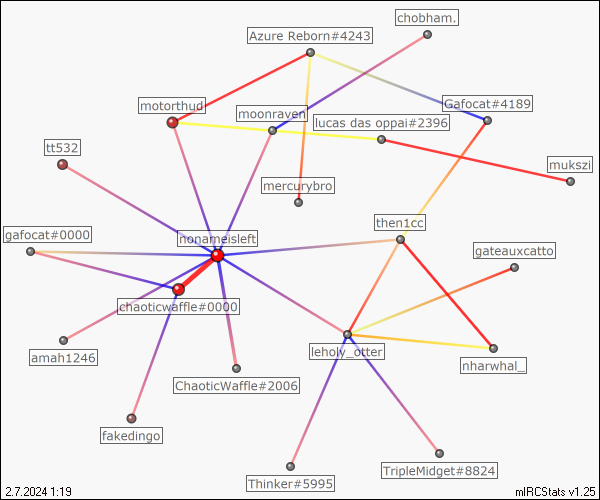 chobham.
Azure Reborn#4243
Gafocat#4189
motorthud
moonraven
lucas das oppai#2396
tt532
mukszi
mercurybro
then1cc
gafocat#0000
nonameisleft
gateauxcatto
chaoticwaffle#0000
leholy_otter
amah1246
nharwhal_
ChaoticWaffle#2006
fakedingo
TripleMidget#8824
Thinker#5995
2.7.2024 1:19
mIRCStats v1.25